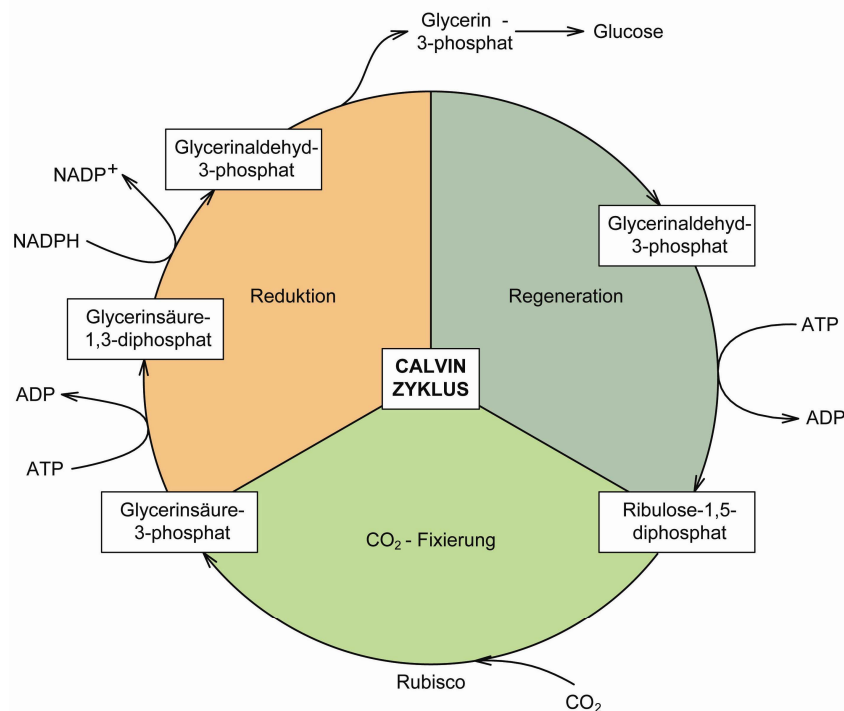 Glycerin -
3-phosphat
Glucose
Glycerinaldehyd-
3-phosphat
NADP⁺
NADPH
Glycerinaldehyd-
3-phosphat
Reduktion
Regeneration
Glycerinsäure-
1,3-diphosphat
ATP
CALVIN
ZYKLUS
ADP
ADP
ATP
Glycerinsäure-
3-phosphat
Ribulose-1,5-
diphosphat
CO₂ - Fixierung
Rubisco
CO₂